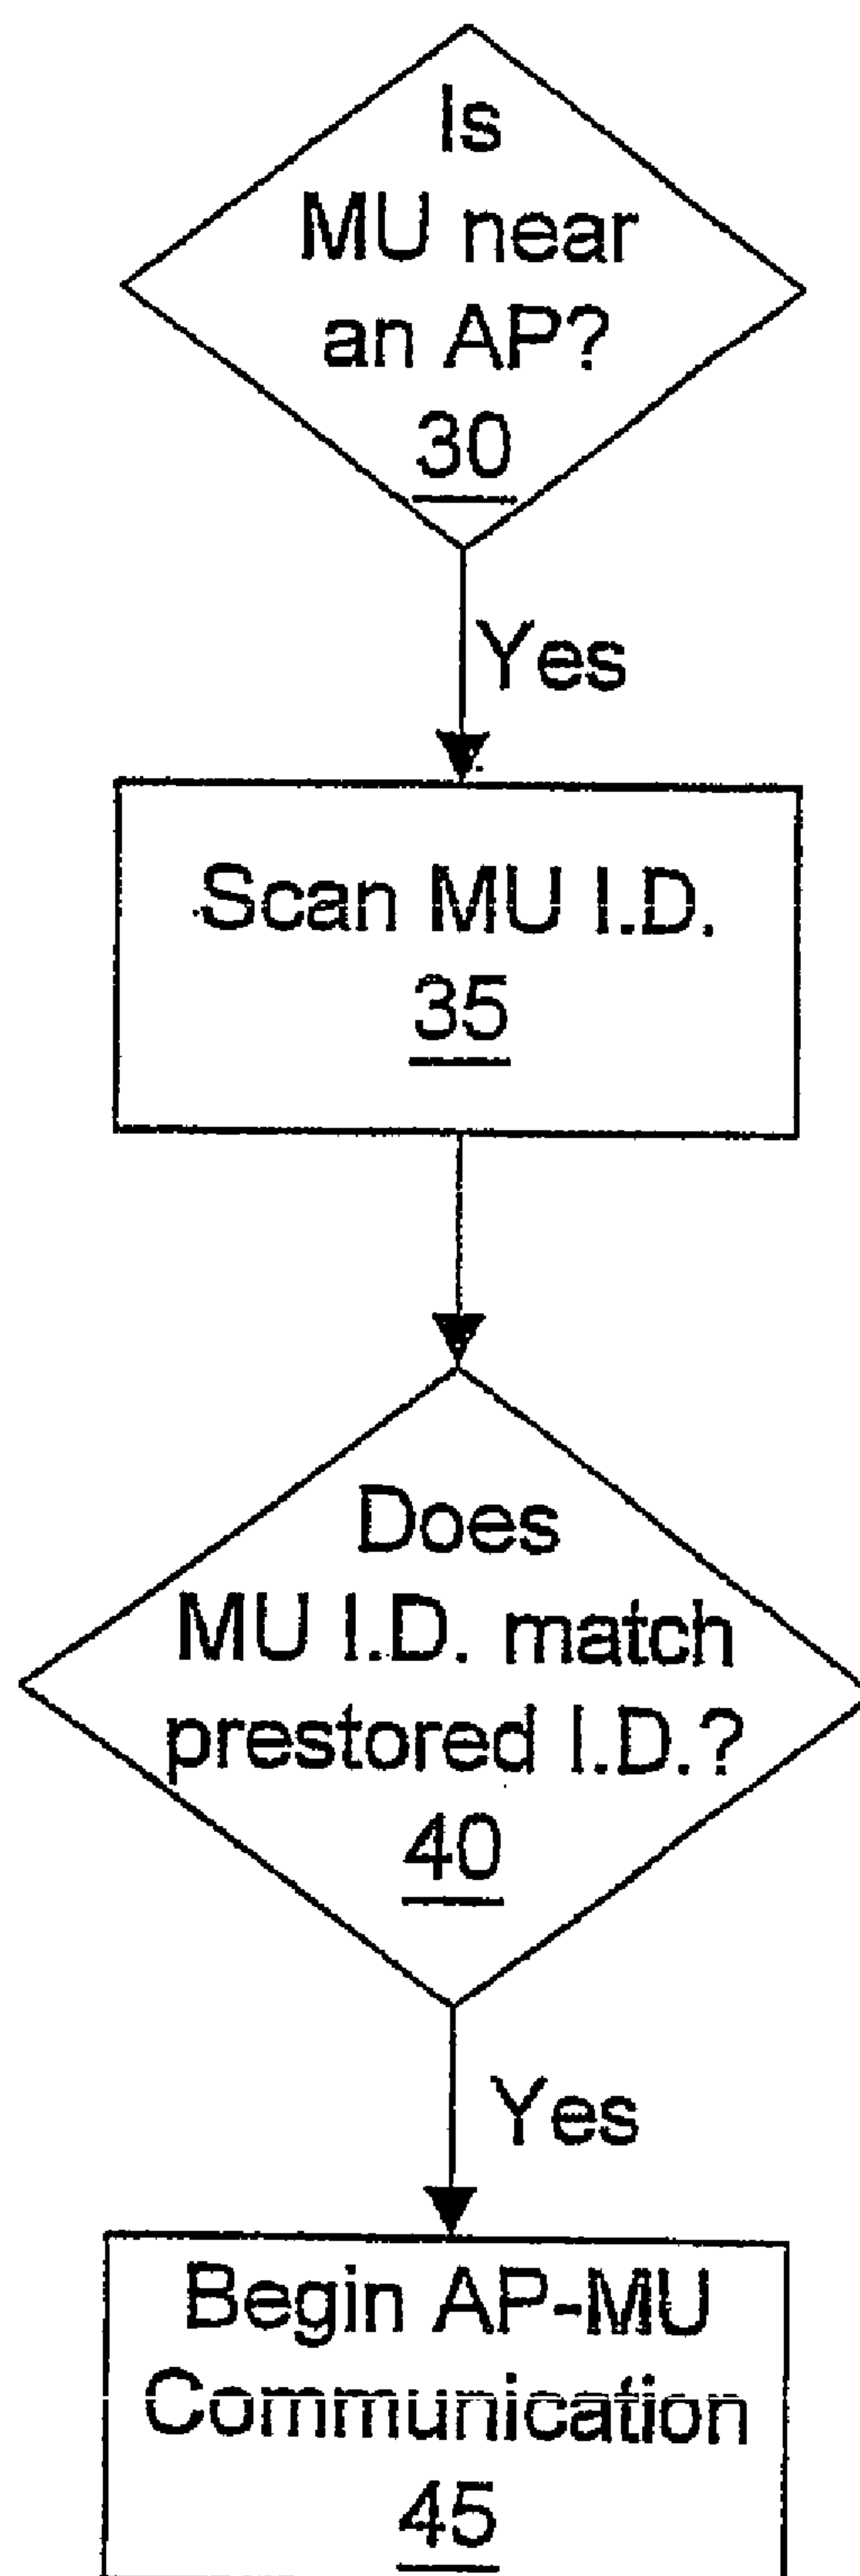 Is
MU near
an AP?
30
Yes
Scan MU I.D.
35
Does
MU I.D. match
prestored I.D.?
40
Yes
Begin AP-MU
Communication
45